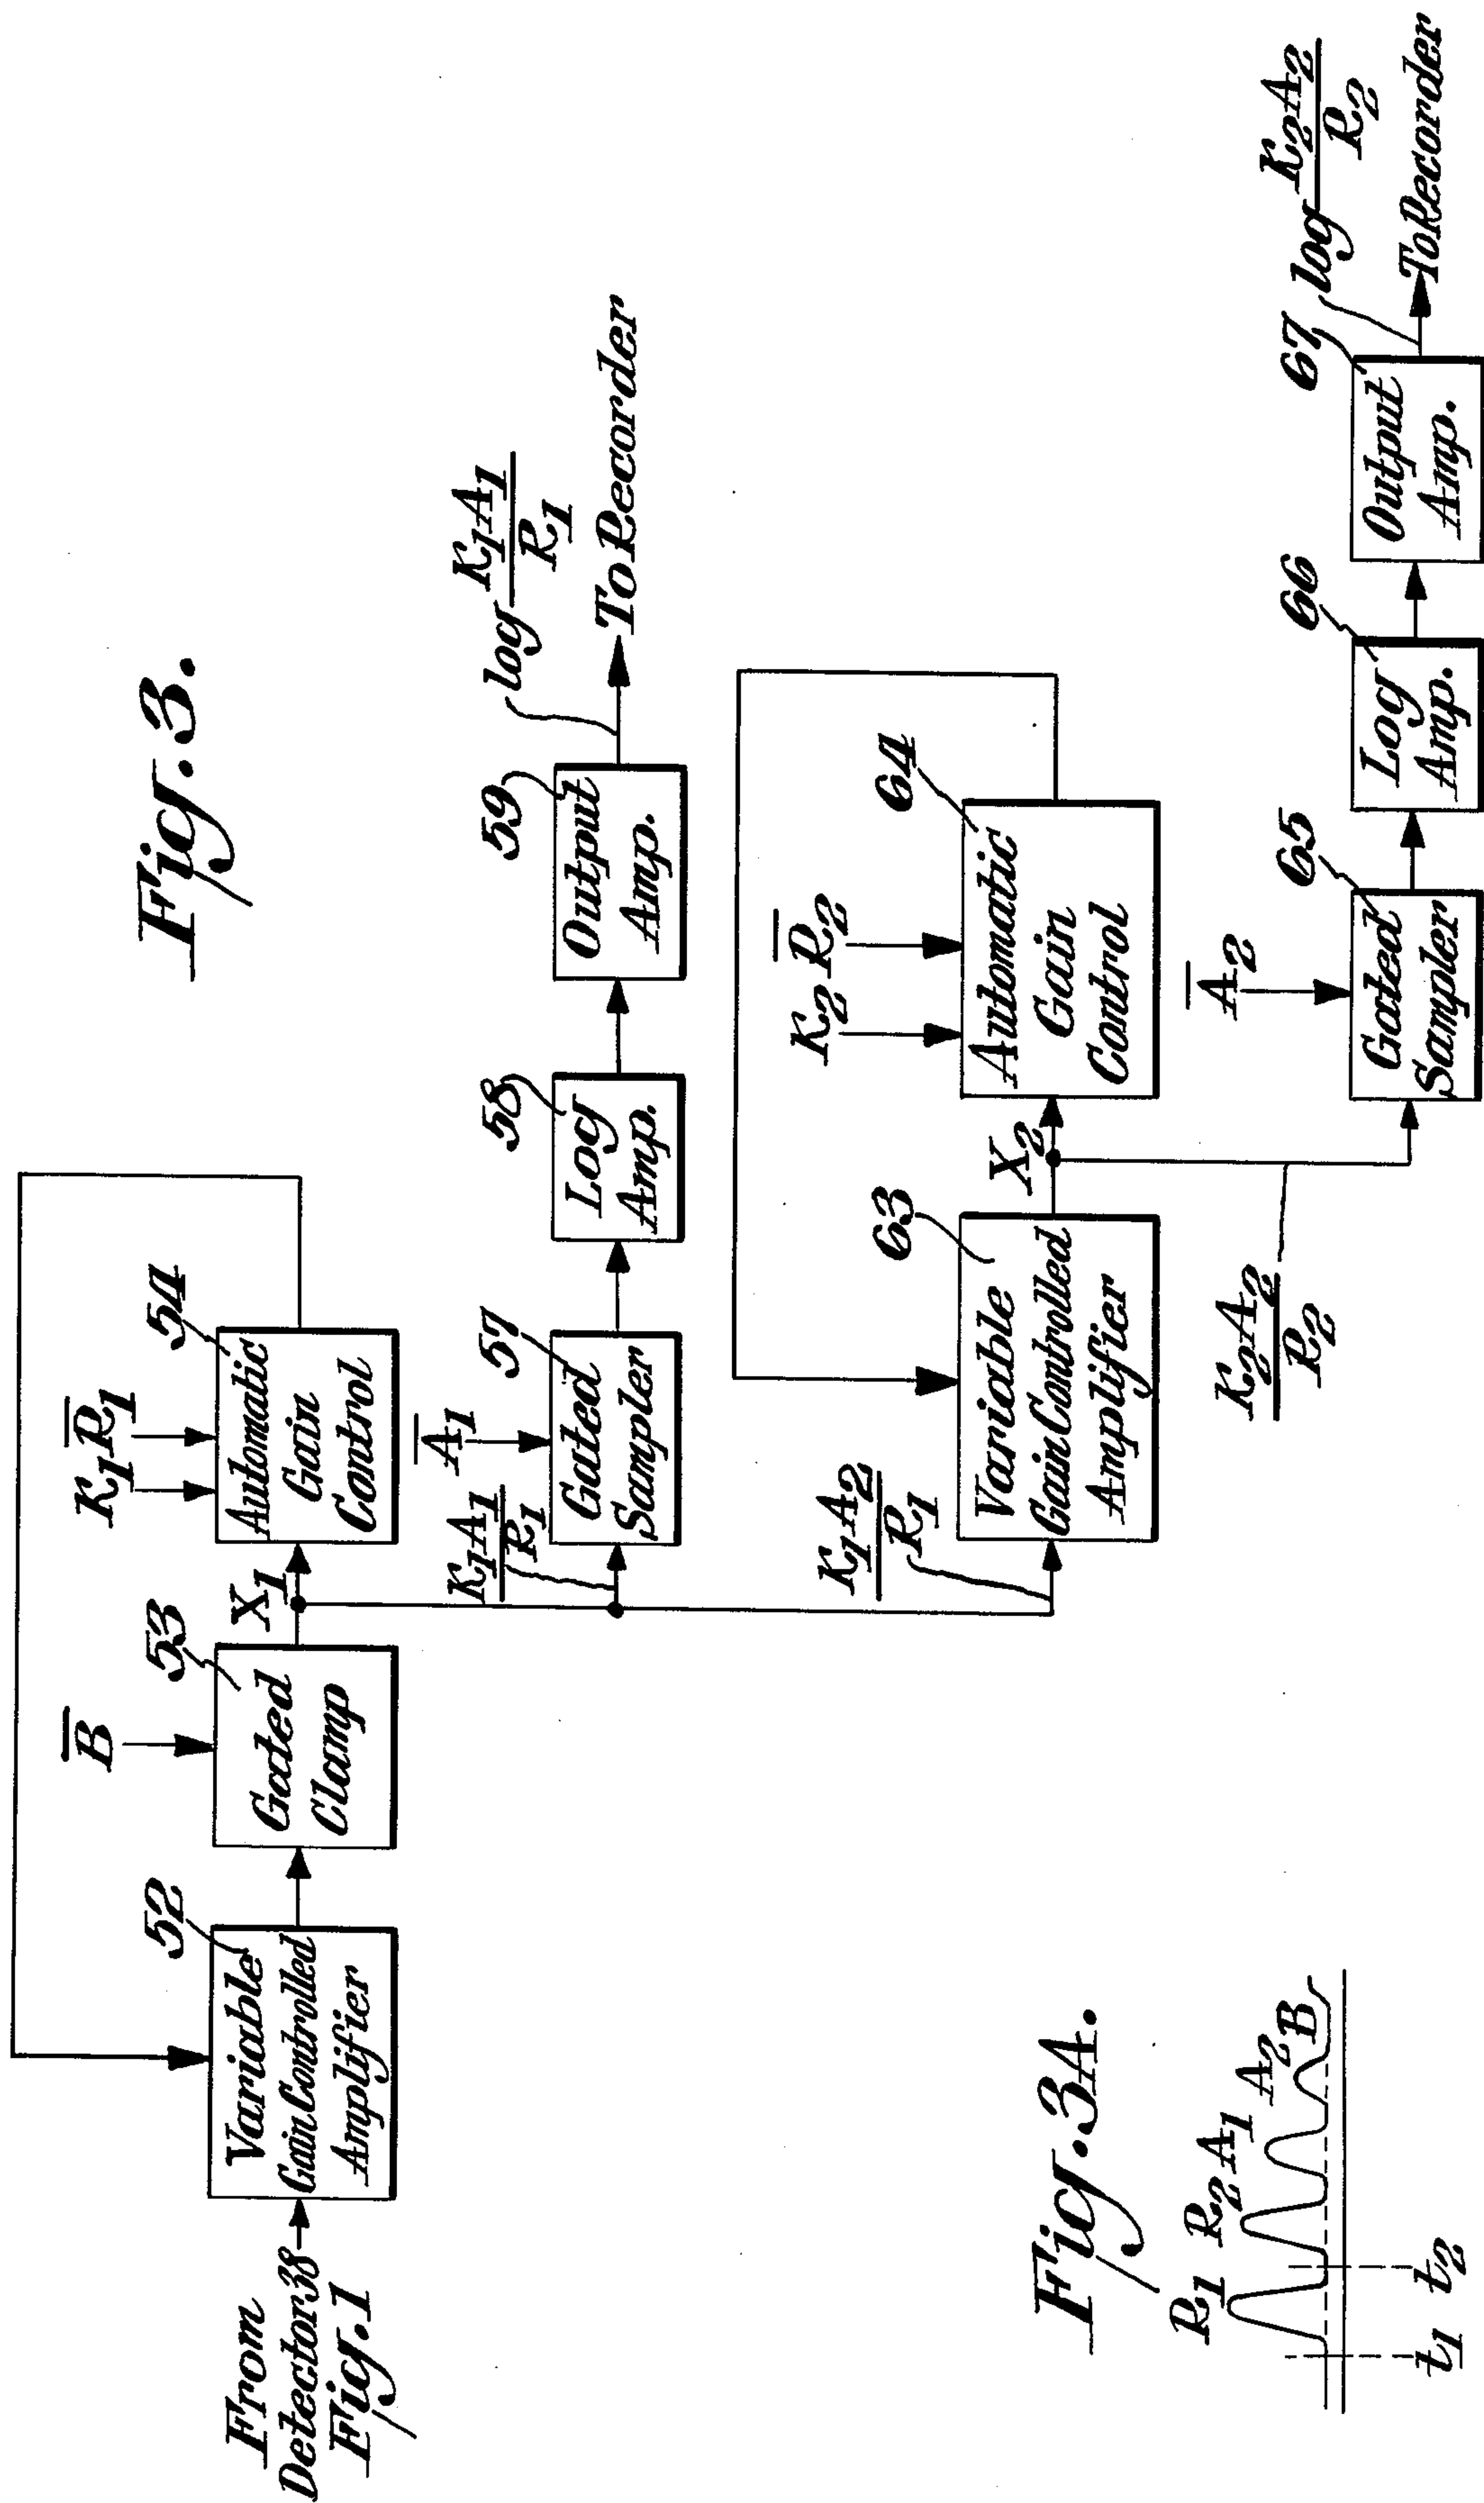 Fig. 3.
From
Detector 38
Fig. 1
Variable
Gain Controlled
Amplifier
52
B̅
53
Gated
Clamp
X1
K1 R̅1
54
Automatic
Gain
Control
K1A1
R1
A̅1
57
Gated
Sampler
58
Log
Amp.
59
Output
Amp.
log K1A1
R1
To Recorder
K1A2
R1
63
Variable
Gain Controlled
Amplifier
X2
K2 R̅2
64
Automatic
Gain
Control
K2A2
R2
A̅2
65
Gated
Sampler
66
Log
Amp.
67
Output
Amp.
log K2A2
R2
To Recorder
Fig. 3A.
R1 R2 A1 A2 B
t1 t2